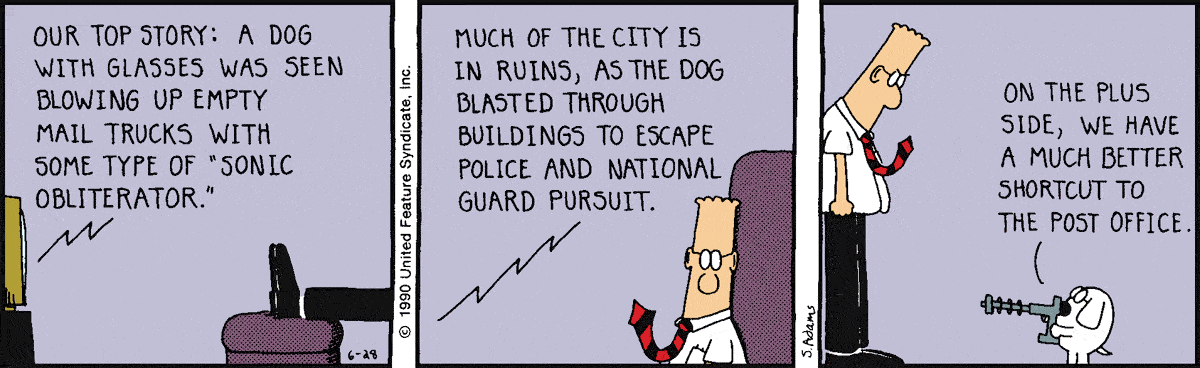 OUR TOP STORY: A DOG
WITH GLASSES WAS SEEN
BLOWING UP EMPTY
MAIL TRUCKS WITH
SOME TYPE OF "SONIC
OBLITERATOR."
6-28
© 1990 United Feature Syndicate, Inc.
MUCH OF THE CITY IS
IN RUINS, AS THE DOG
BLASTED THROUGH
BUILDINGS TO ESCAPE
POLICE AND NATIONAL
GUARD PURSUIT.
S. Adams
ON THE PLUS
SIDE, WE HAVE
A MUCH BETTER
SHORTCUT TO
THE POST OFFICE.